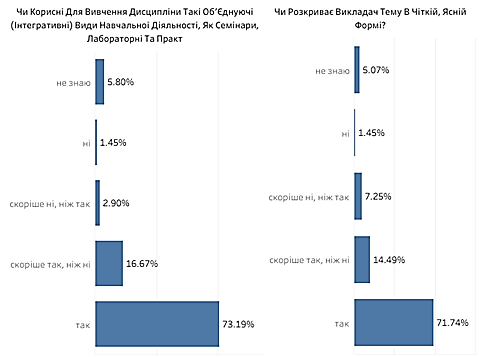 Чи Корисні Для Вивчення Дисципліни Такі Об'Єднуючі
(Інтегративні) Види Навчальної Діяльності, Як Семінари,
Лабораторні Та Практ
не знаю
5.80%
ні
1.45%
скоріше ні, ніж так
2.90%
скоріше так, ніж ні
16.67%
так
73.19%
Чи Розкриває Викладач Тему В Чіткій, Ясній
Формі?
не знаю
5.07%
ні
1.45%
скоріше ні, ніж так
7.25%
скоріше так, ніж ні
14.49%
так
71.74%